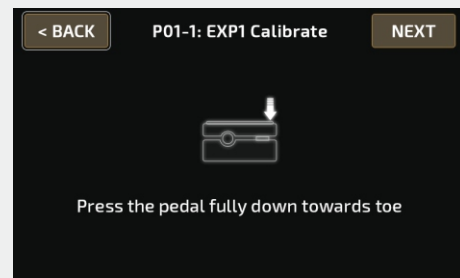 < BACK
P01-1: EXP1 Calibrate
NEXT
Press the pedal fully down towards toe